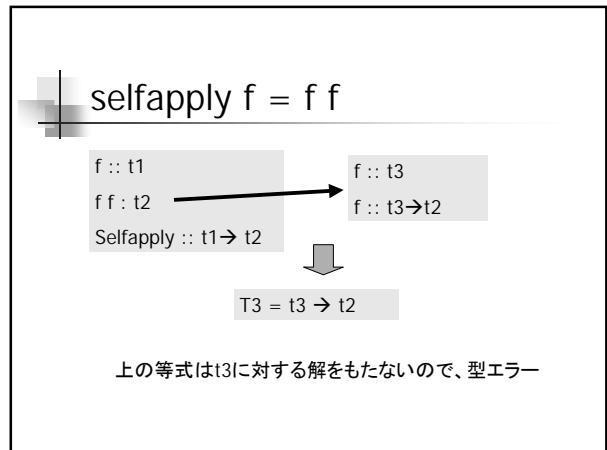 selfapply f = f f
f :: t1
f f : t2
Selfapply :: t1→ t2
f :: t3
f :: t3→t2
T3 = t3 → t2
上の等式はt3に対する解をもたないので、型エラー